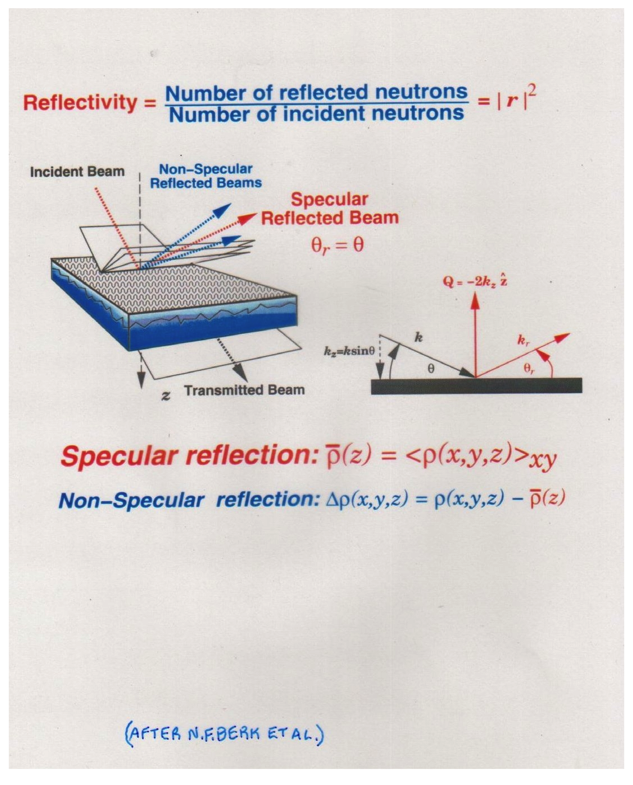 Reflectivity = Number of reflected neutrons / Number of incident neutrons = | r |²
Incident Beam
Non–Specular
Reflected Beams
Specular
Reflected Beam
θr = θ
Q = –2kz ẑ
k
kr
kz=ksinθ
θ
θr
z
Transmitted Beam
Specular reflection: ρ̅(z) = <ρ(x,y,z)>xy
Non–Specular reflection: Δρ(x,y,z) = ρ(x,y,z) – ρ̅(z)
(AFTER N.F.BERK ET AL.)